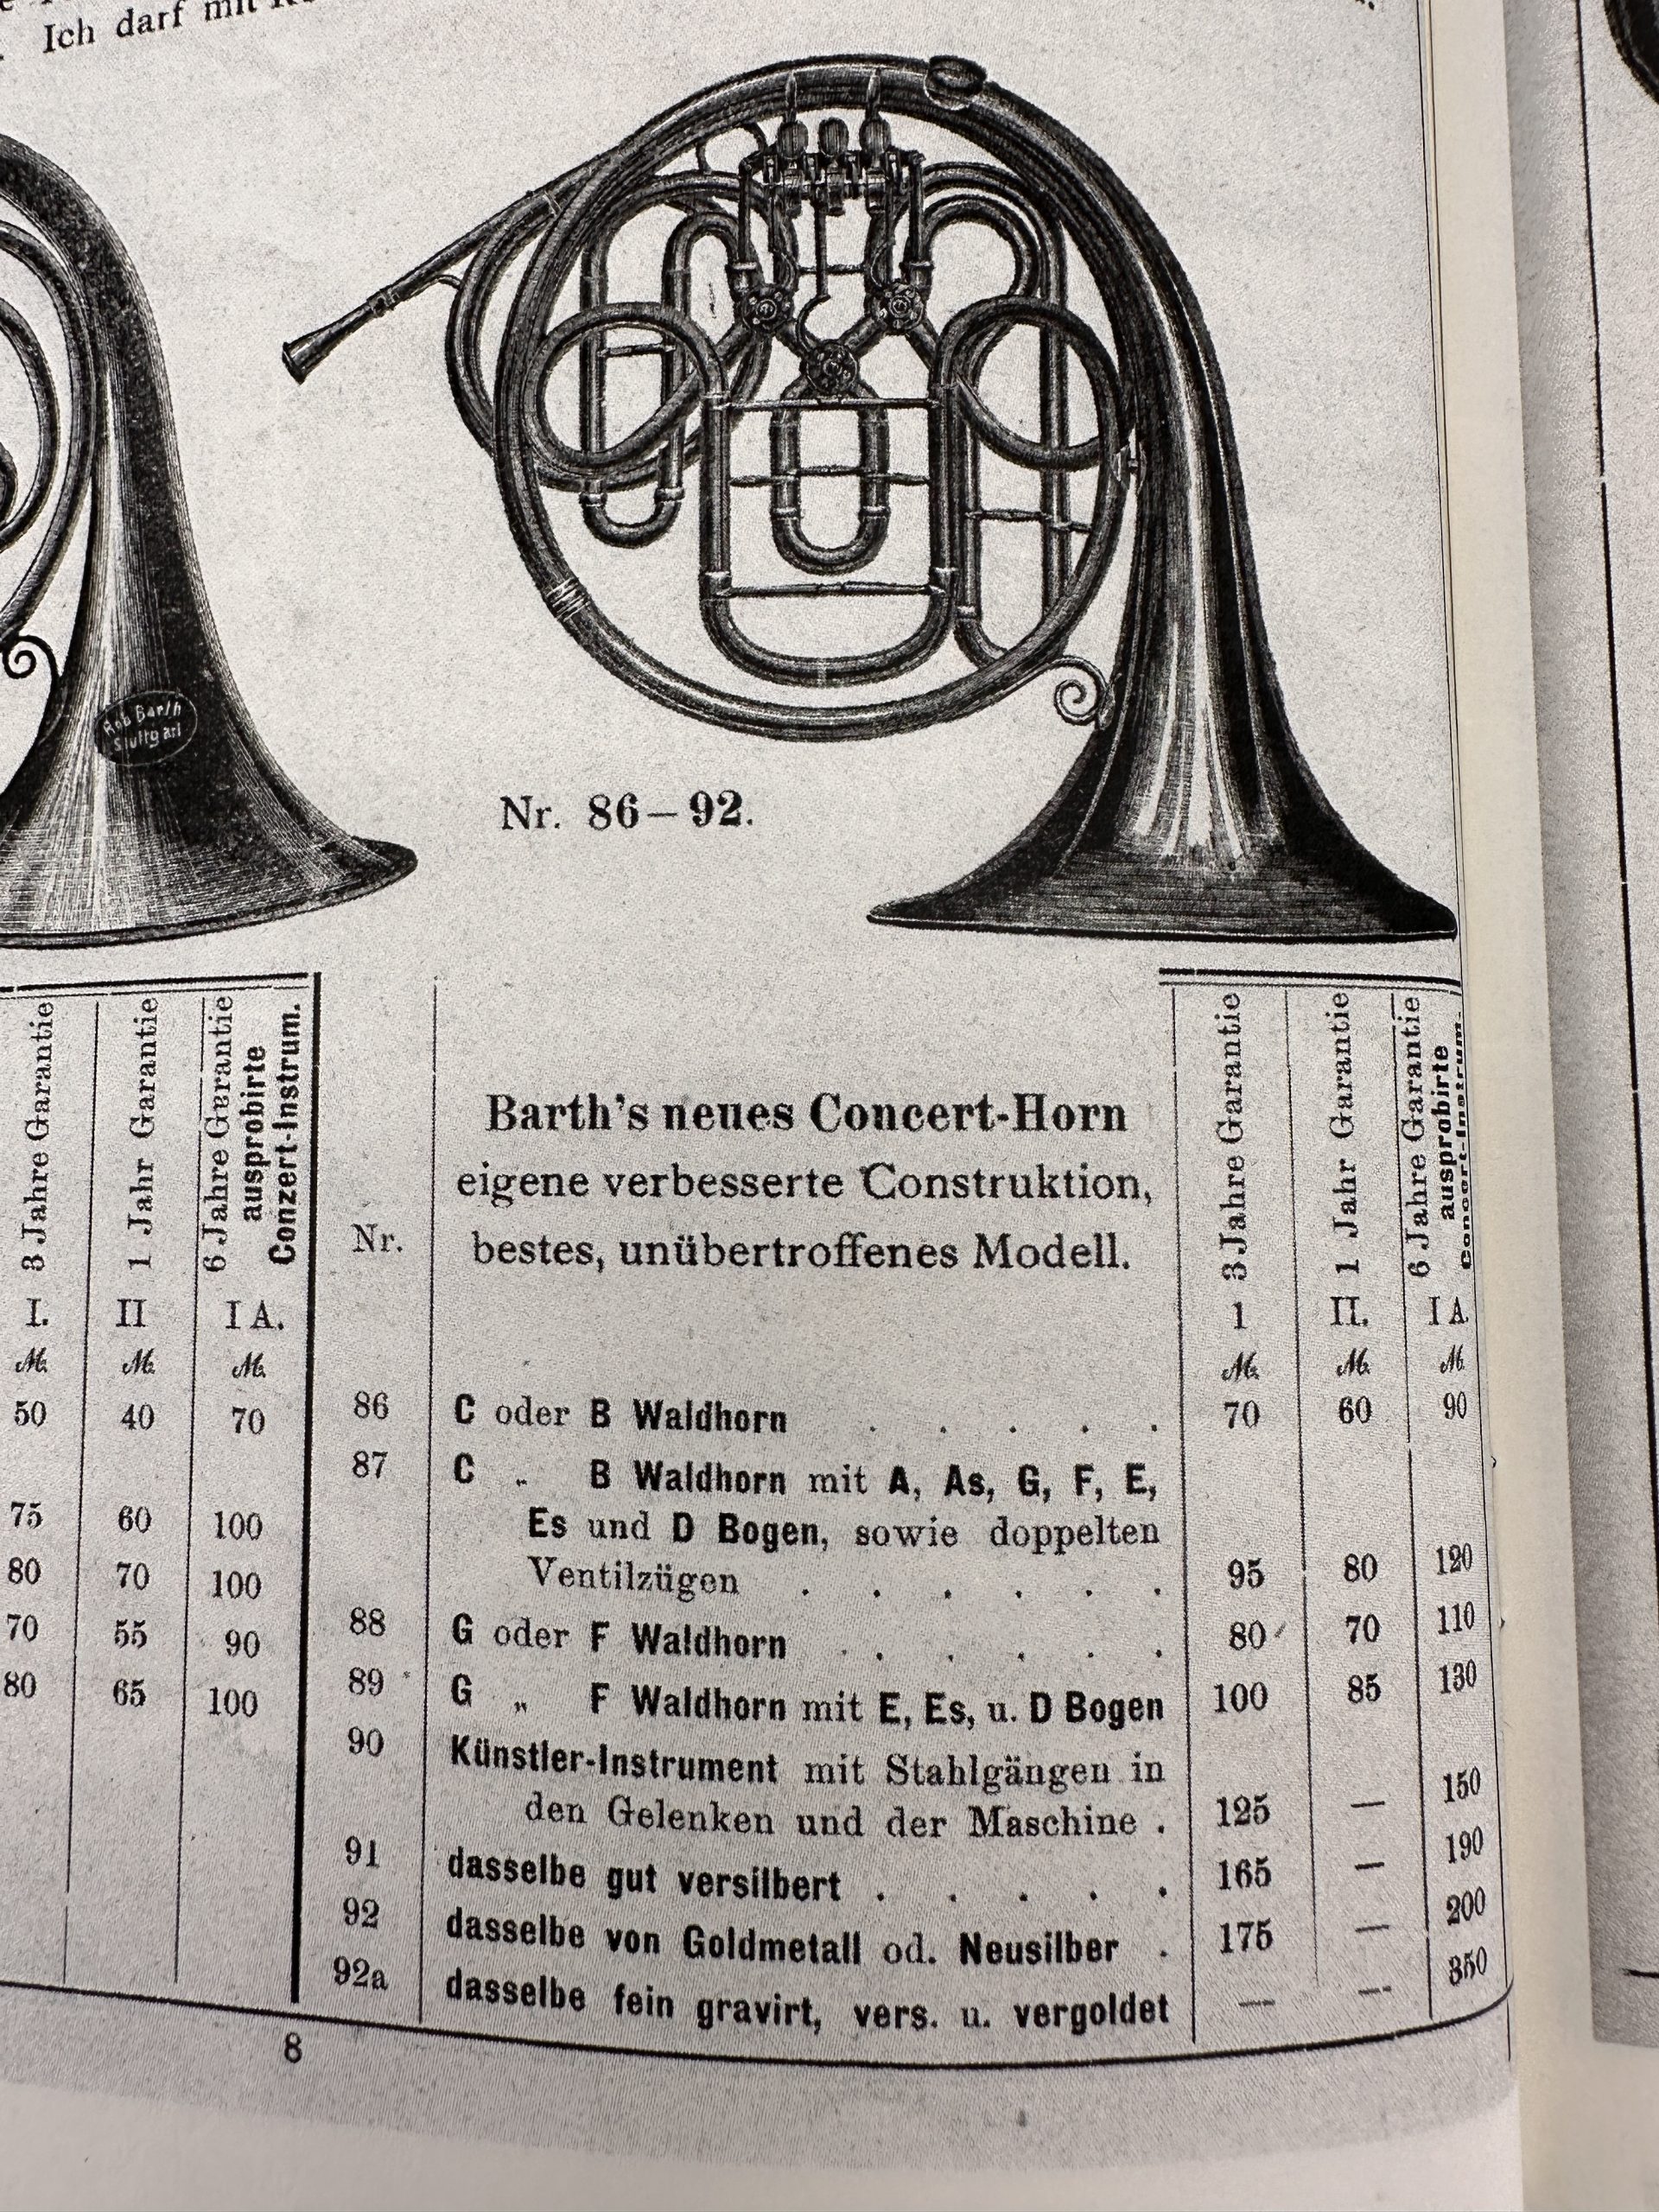 Ich darf mit
Rob Barth
Stuttgart
Nr. 86–92.
3 Jahre Garantie
1 Jahr Garantie
6 Jahre Gerantie
ausprobirte
Conzert-Instrum.
I. II I A.
M. M. M.
50 40 70
75 60 100
80 70 100
70 55 90
80 65 100
Nr.
Barth's neues Concert-Horn
eigene verbesserte Construktion,
bestes, unübertroffenes Modell.
3 Jahre Garantie
1 Jahr Garantie
6 Jahre Garantie
ausprobirte
Concert-Instrum.
1 II. I A.
M. M. M.
86 C oder B Waldhorn . . . . . 70 60 90
87 C „ B Waldhorn mit A, As, G, F, E,
Es und D Bogen, sowie doppelten
Ventilzügen . . . . . . 95 80 120
88 G oder F Waldhorn . . . . . 80 70 110
89 G „ F Waldhorn mit E, Es, u. D Bogen 100 85 130
90 Künstler-Instrument mit Stahlgängen in
den Gelenken und der Maschine . 125 — 150
91 dasselbe gut versilbert . . . . . 165 — 190
92 dasselbe von Goldmetall od. Neusilber . 175 — 200
92a dasselbe fein gravirt, vers. u. vergoldet — — 350
8